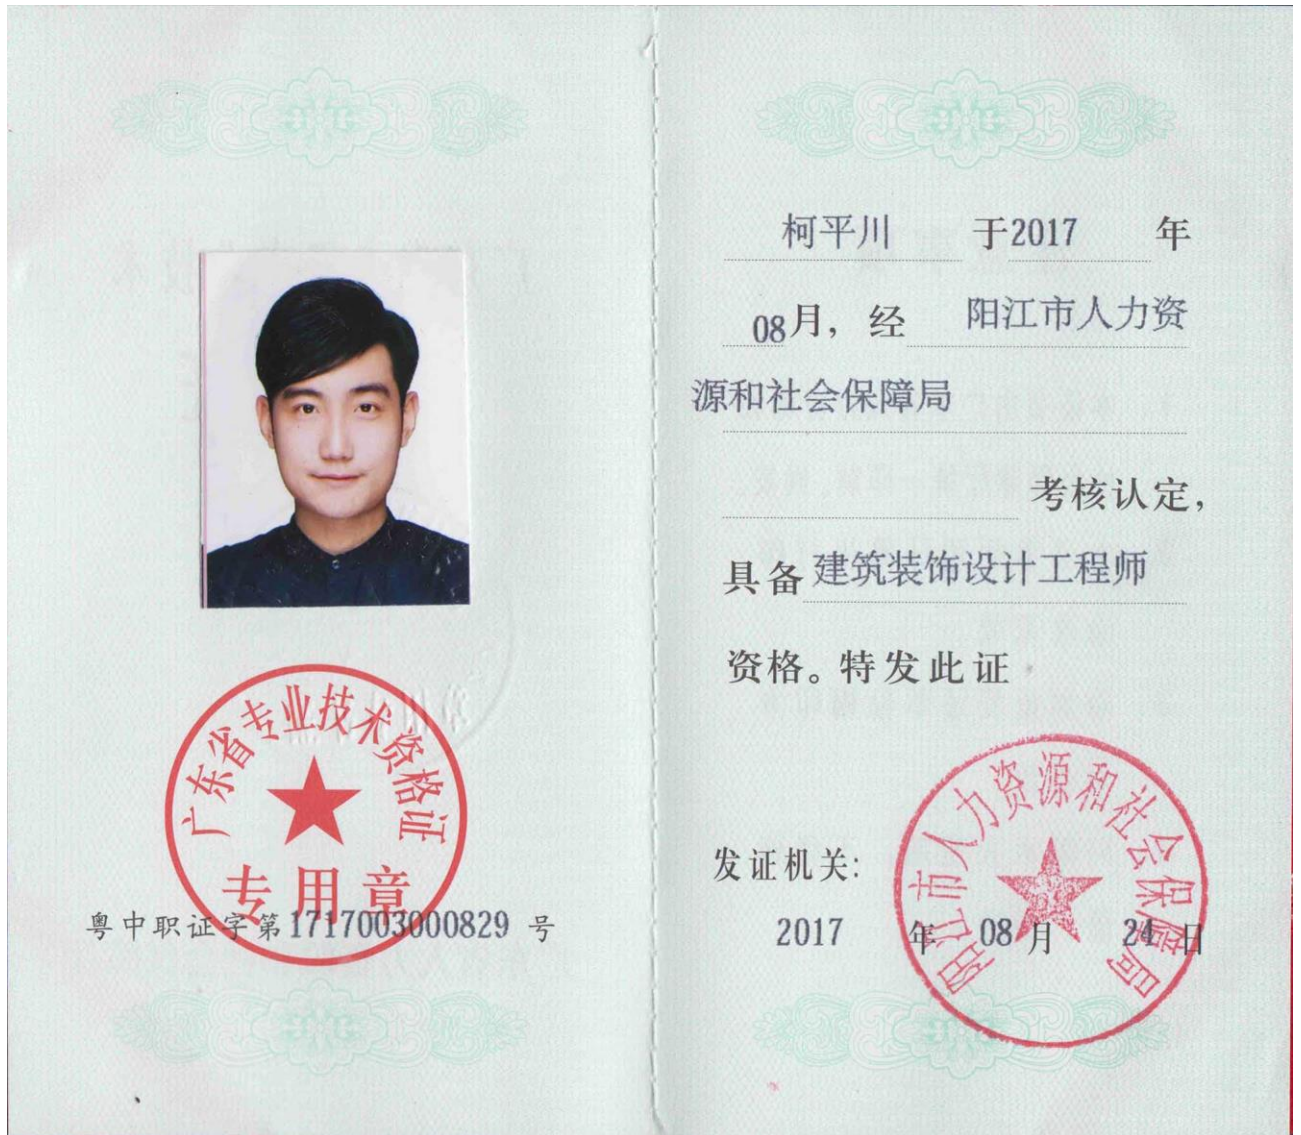 广东省专业技术资格证
专用章
粤中职证字第1717003000829 号
柯平川 于2017 年
08月，经 阳江市人力资
源和社会保障局
考核认定，
具备 建筑装饰设计工程师
资格。特发此证
发证机关：
阳江市人力资源和社会保障局
2017 年 08 月 24 日